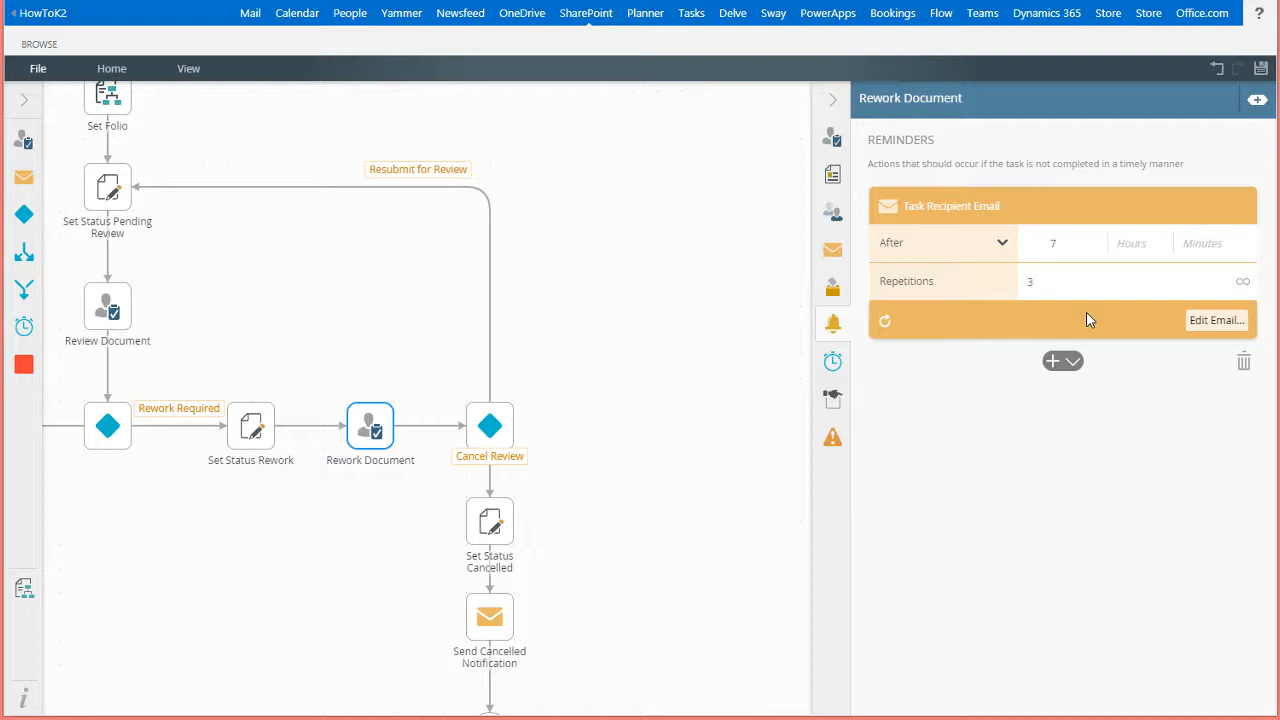 HowToK2
Mail Calendar People Yammer Newsfeed OneDrive SharePoint Planner Tasks Delve Sway PowerApps Bookings Flow Teams Dynamics 365 Store Store Office.com ?
BROWSE
File Home View
Set Folio
Resubmit for Review
Set Status Pending
Review
Review Document
Rework Required
Set Status Rework
Rework Document
Cancel Review
Set Status
Cancelled
Send Cancelled
Notification
Rework Document
REMINDERS
Actions that should occur if the task is not completed in a timely manner
Task Recipient Email
After 7 Hours Minutes
Repetitions 3
Edit Email...